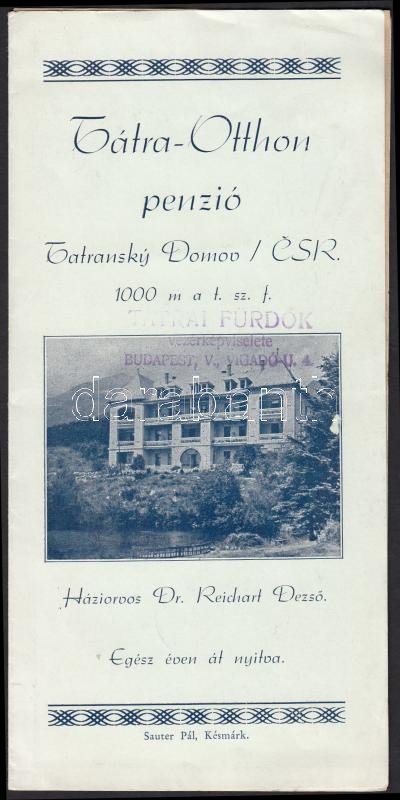 Tátra-Otthon
penzió
Tatranský Domov / ČSR.
1000 m a t. sz. f.
TÁTRAI FÜRDŐK
vezérképviselete
BUDAPEST, V., VIGADÓ-U. 4.
darabanth
Háziorvos Dr. Reichart Dezső.
Egész éven át nyitva.
Sauter Pál, Késmárk.